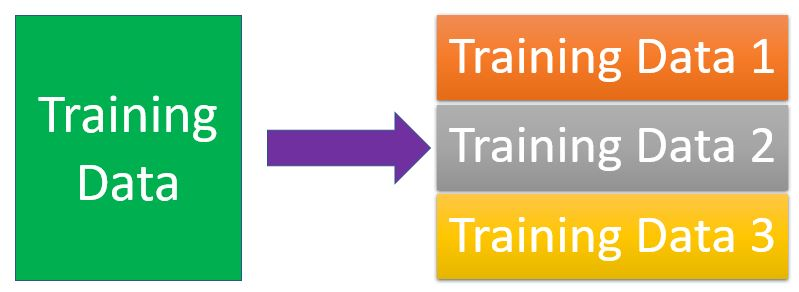 Training
Data
Training Data 1
Training Data 2
Training Data 3